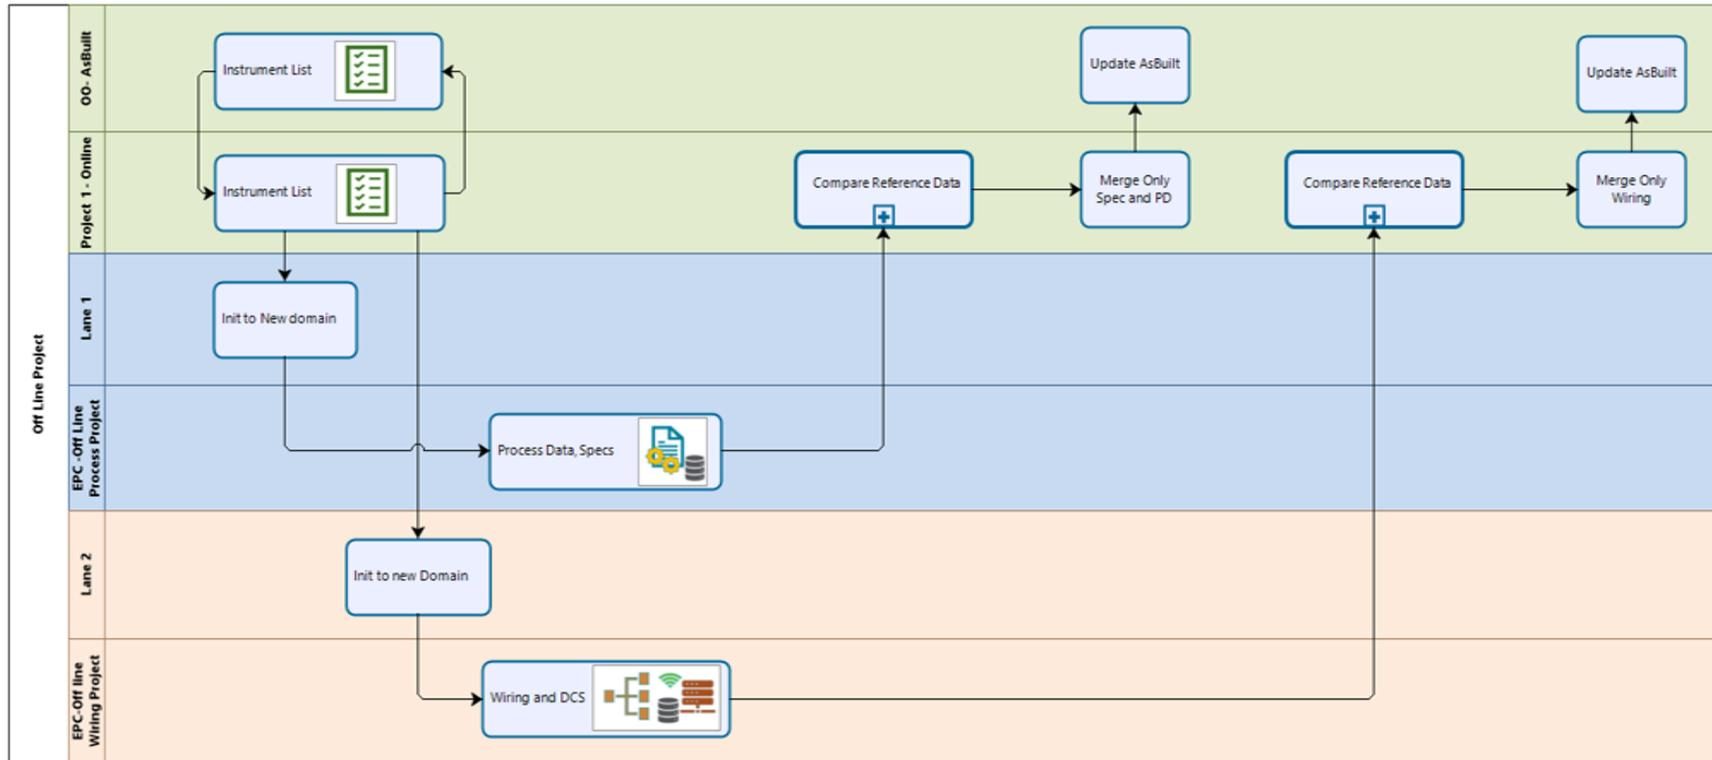 Off Line Project
OO- AsBuilt
Instrument List
Update AsBuilt
Update AsBuilt
Project 1 - Online
Instrument List
Compare Reference Data
Merge Only
Spec and PD
Compare Reference Data
Merge Only
Wiring
Lane 1
Init to New domain
EPC -Off Line
Process Project
Process Data, Specs
Lane 2
Init to new Domain
EPC-Off line
Wiring Project
Wiring and DCS